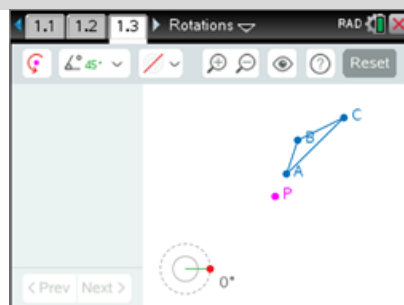 1.1 1.2 1.3 Rotations RAD
45° Reset
C
B
A
P
0°
< Prev Next >